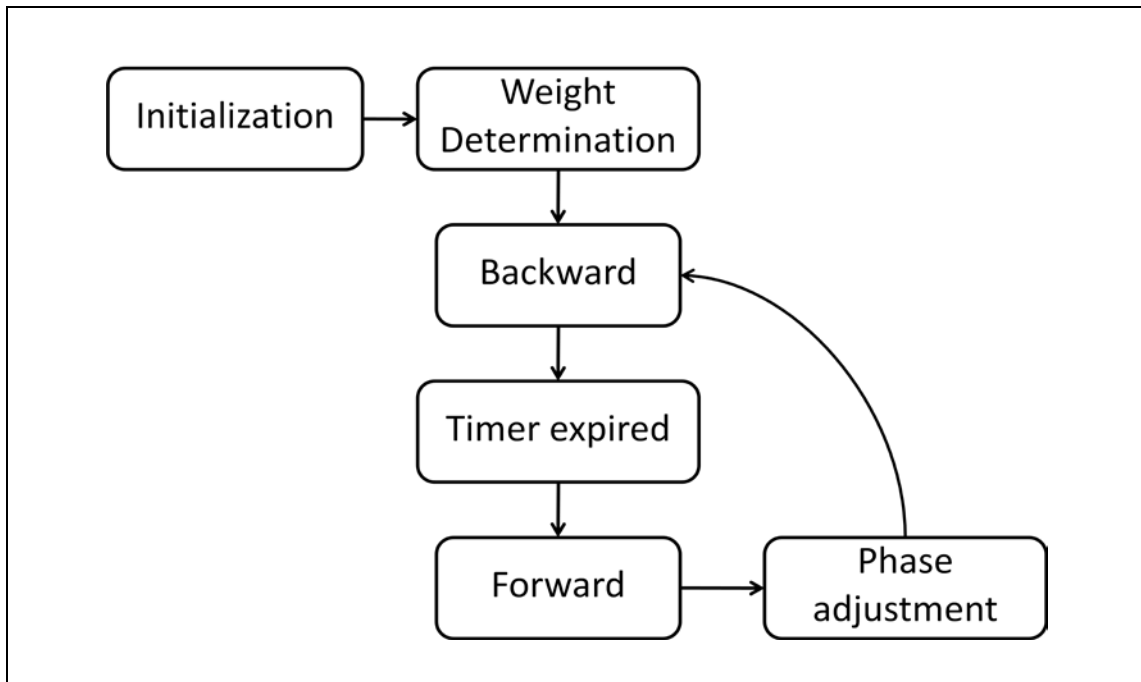 Initialization
Weight
Determination
Backward
Timer expired
Forward
Phase
adjustment